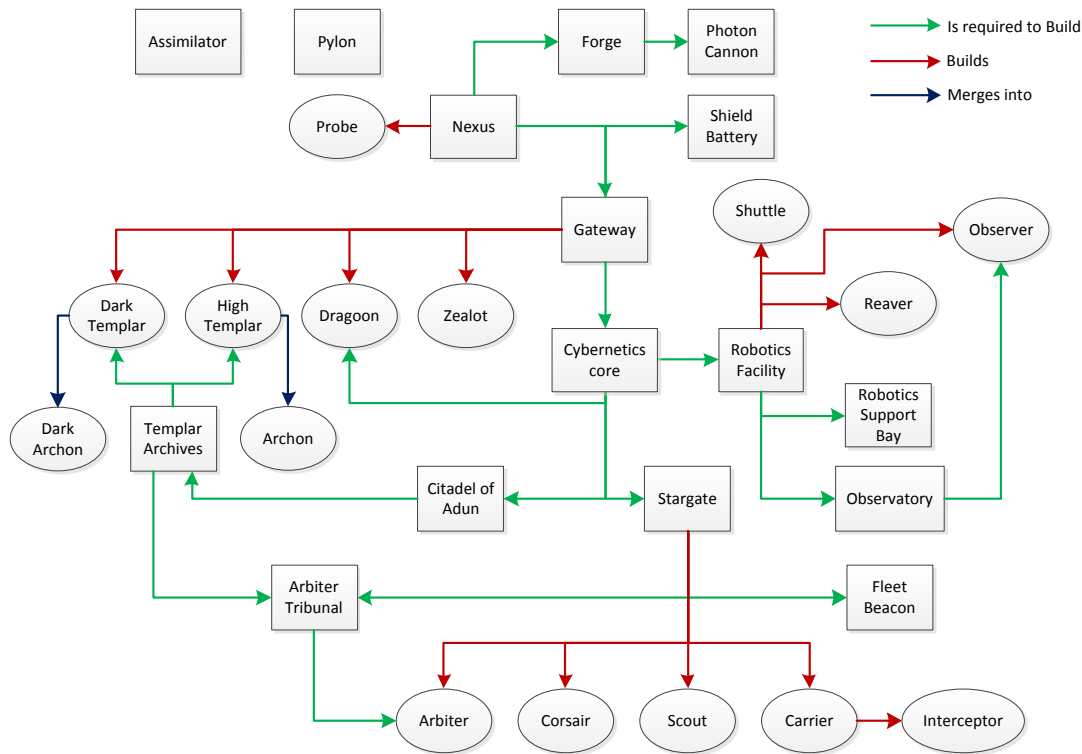 Assimilator
Pylon
Forge
Photon
Cannon
Is required to Build
Builds
Merges into
Probe
Nexus
Shield
Battery
Gateway
Shuttle
Observer
Dark
Templar
High
Templar
Dragoon
Zealot
Reaver
Cybernetics
core
Robotics
Facility
Dark
Archon
Templar
Archives
Archon
Robotics
Support
Bay
Citadel of
Adun
Stargate
Observatory
Arbiter
Tribunal
Fleet
Beacon
Arbiter
Corsair
Scout
Carrier
Interceptor